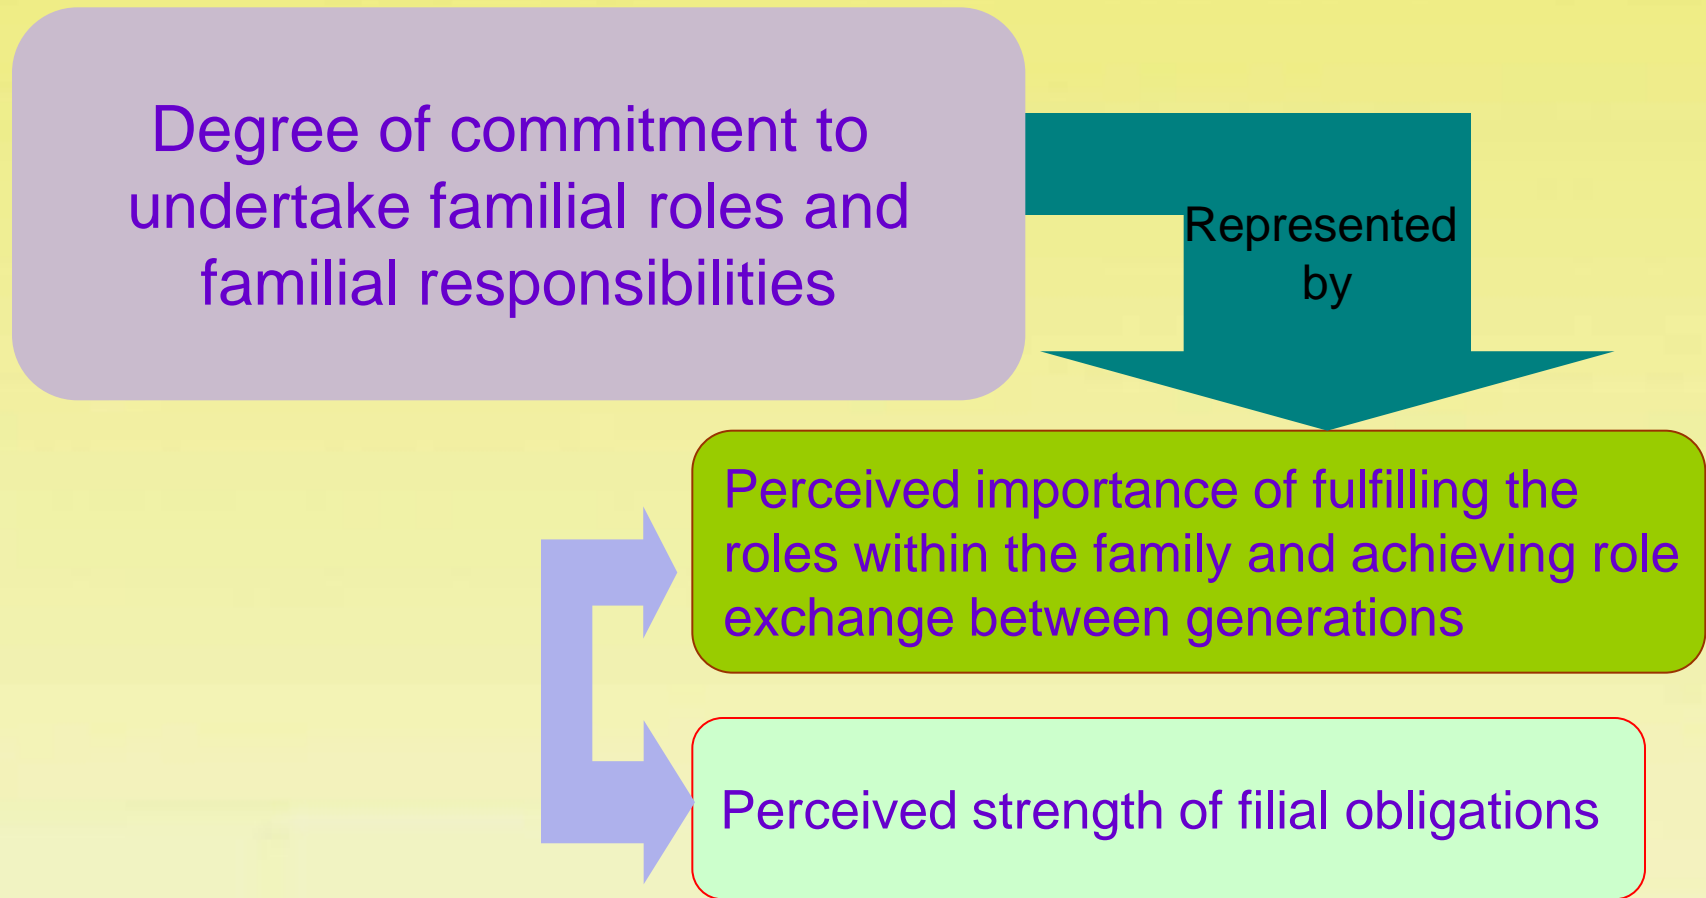 Degree of commitment to
undertake familial roles and
familial responsibilities
Represented
by
Perceived importance of fulfilling the
roles within the family and achieving role
exchange between generations
Perceived strength of filial obligations